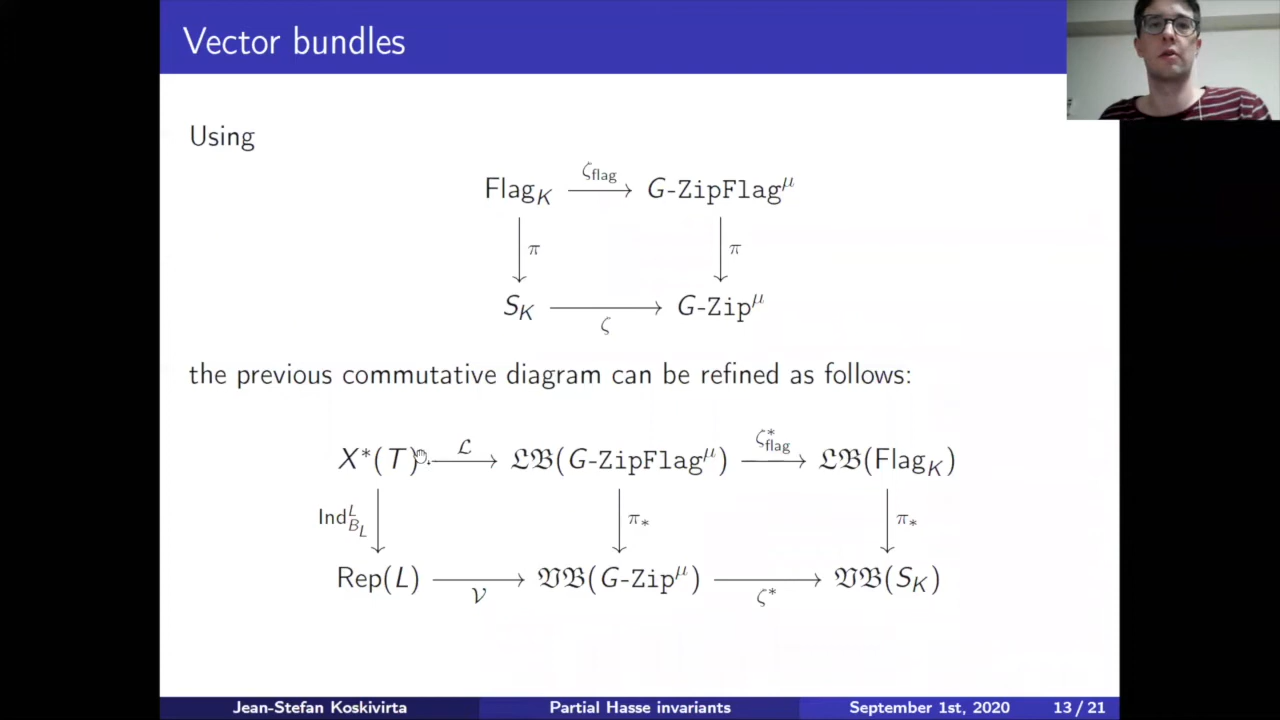 Vector bundles
Using
Flag_K ζ_flag G-ZipFlag^μ
π π
S_K ζ G-Zip^μ
the previous commutative diagram can be refined as follows:
X*(T) 𝓛 𝔏𝔅(G-ZipFlag^μ) ζ*_flag 𝔏𝔅(Flag_K)
Ind^L_{B_L} π_* π_*
Rep(L) 𝒱 𝔙𝔅(G-Zip^μ) ζ* 𝔙𝔅(S_K)
Jean-Stefan Koskivirta Partial Hasse invariants September 1st, 2020 13 / 21